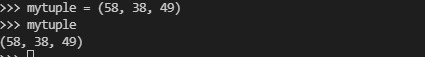 >>> mytuple = (58, 38, 49)
>>> mytuple
(58, 38, 49)
>>>